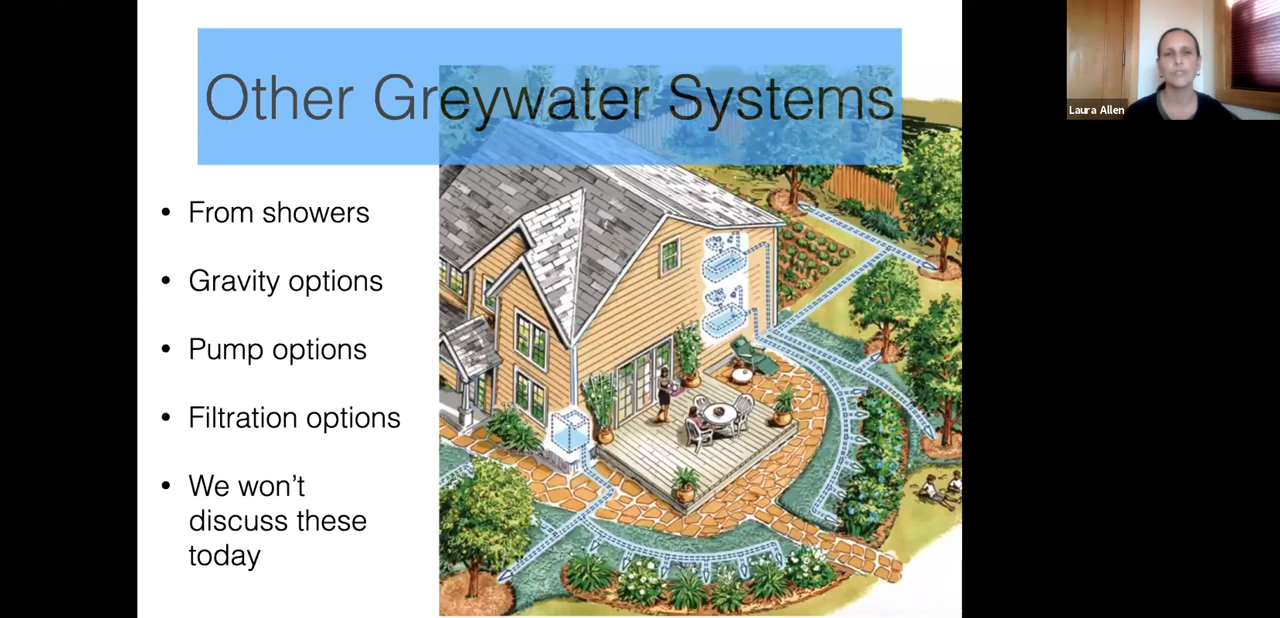 Other Greywater Systems
• From showers
• Gravity options
• Pump options
• Filtration options
• We won't
discuss these
today
Laura Allen